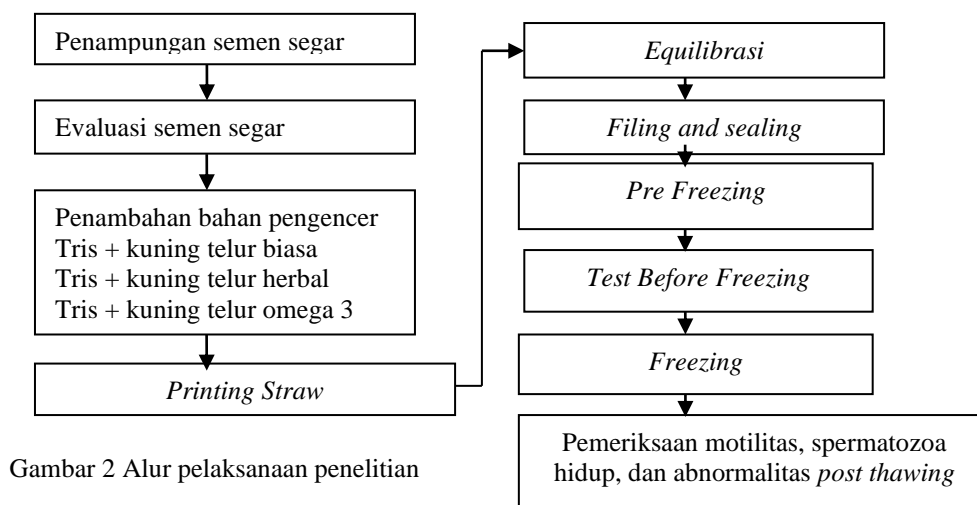 Penampungan semen segar
Evaluasi semen segar
Penambahan bahan pengencer
Tris + kuning telur biasa
Tris + kuning telur herbal
Tris + kuning telur omega 3
Printing Straw
Equilibrasi
Filing and sealing
Pre Freezing
Test Before Freezing
Freezing
Pemeriksaan motilitas, spermatozoa
hidup, dan abnormalitas post thawing
Gambar 2 Alur pelaksanaan penelitian